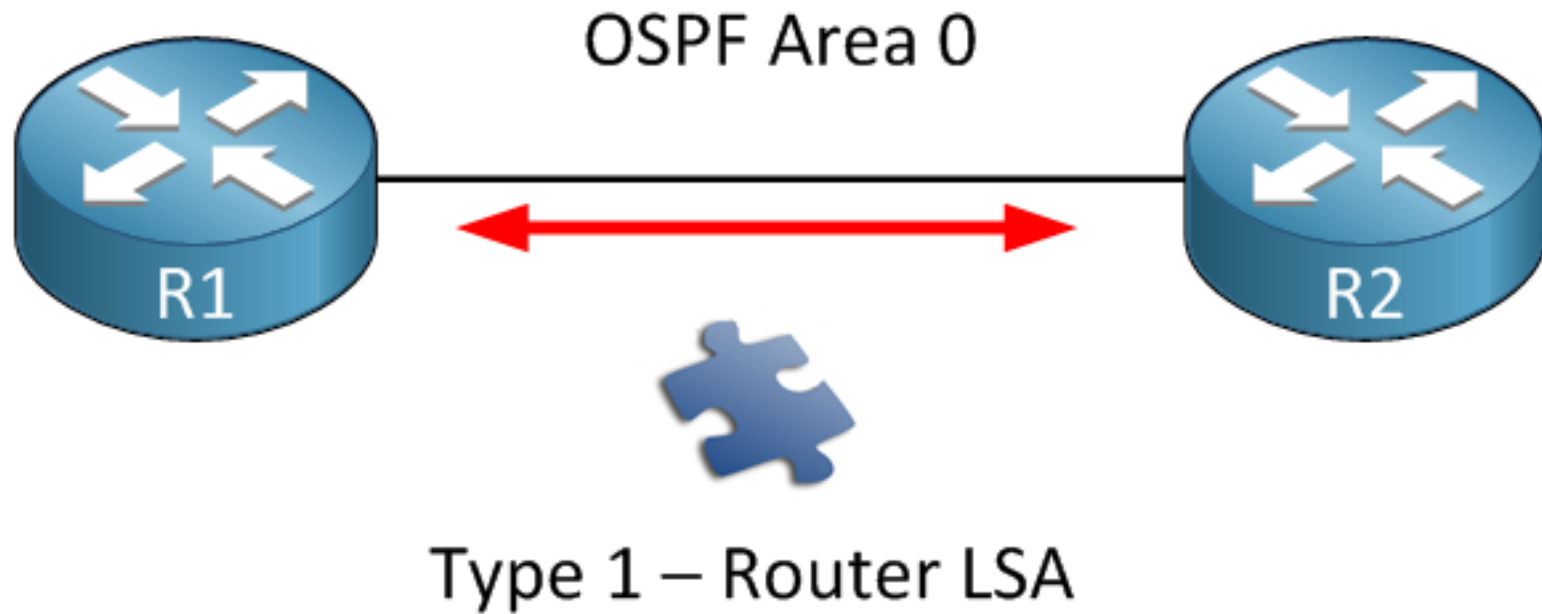 OSPF Area 0
R1
R2
Type 1 – Router LSA